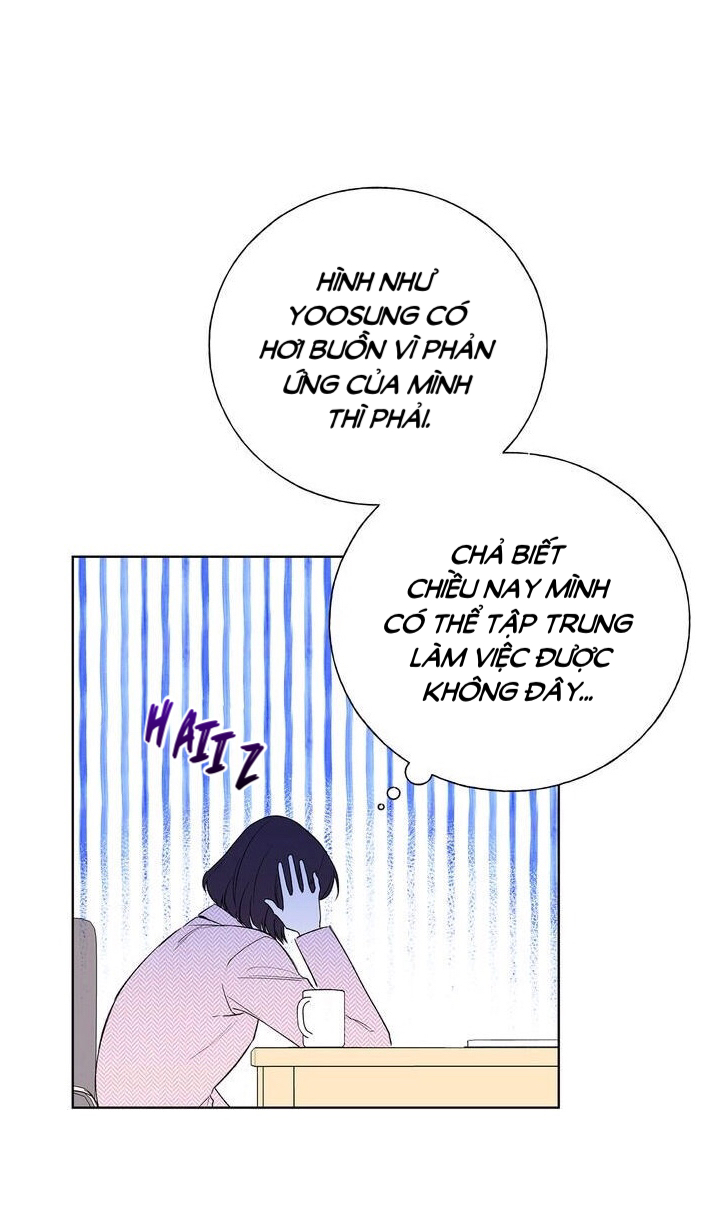 HÌNH NHƯ
YOOSUNG CÓ
HƠI BUỒN VÌ PHẢN
ỨNG CỦA MÌNH
THÌ PHẢI.
CHẢ BIẾT
CHIỀU NAY MÌNH
CÓ THỂ TẬP TRUNG
LÀM VIỆC ĐƯỢC
KHÔNG ĐÂY...
HAIIZ